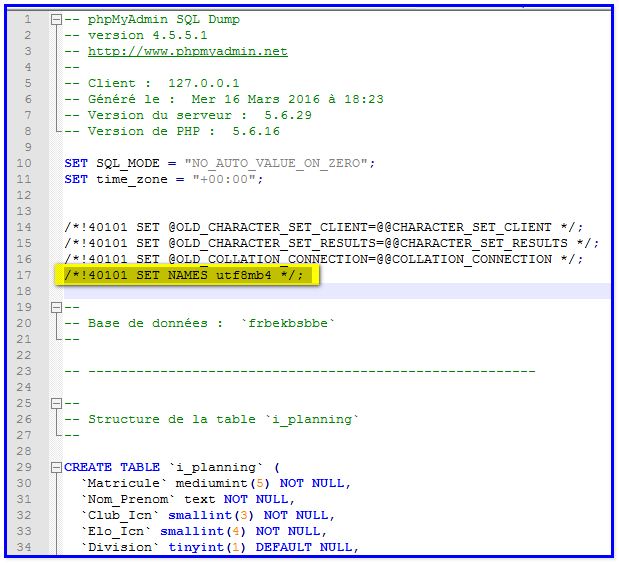 1 -- phpMyAdmin SQL Dump
2 -- version 4.5.5.1
3 -- http://www.phpmyadmin.net
4 --
5 -- Client :  127.0.0.1
6 -- Généré le :  Mer 16 Mars 2016 à 18:23
7 -- Version du serveur :  5.6.29
8 -- Version de PHP :  5.6.16
9
10 SET SQL_MODE = "NO_AUTO_VALUE_ON_ZERO";
11 SET time_zone = "+00:00";
12
13
14 /*!40101 SET @OLD_CHARACTER_SET_CLIENT=@@CHARACTER_SET_CLIENT */;
15 /*!40101 SET @OLD_CHARACTER_SET_RESULTS=@@CHARACTER_SET_RESULTS */;
16 /*!40101 SET @OLD_COLLATION_CONNECTION=@@COLLATION_CONNECTION */;
17 /*!40101 SET NAMES utf8mb4 */;
18
19 --
20 -- Base de données :  `frbekbsbbe`
21 --
22
23 -- --------------------------------------------------------
24
25 --
26 -- Structure de la table `i_planning`
27 --
28
29 CREATE TABLE `i_planning` (
30   `Matricule` mediumint(5) NOT NULL,
31   `Nom_Prenom` text NOT NULL,
32   `Club_Icn` smallint(3) NOT NULL,
33   `Elo_Icn` smallint(4) NOT NULL,
34   `Division` tinyint(1) DEFAULT NULL,